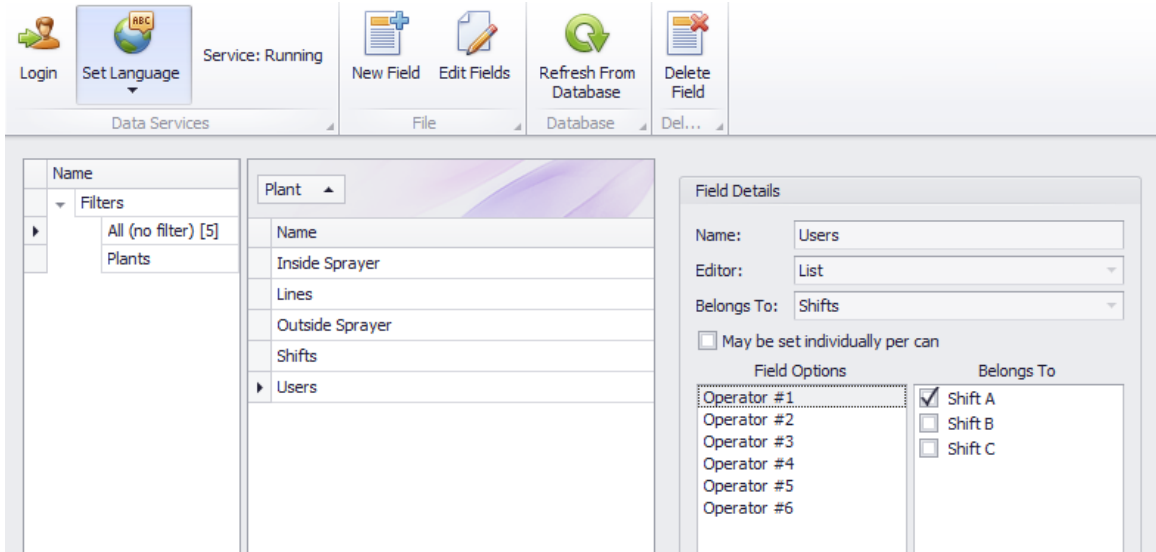 ABC
Login
Set Language
Service: Running
New Field
Edit Fields
Refresh From
Database
Delete
Field
Data Services
File
Database
Del...
Name
Filters
All (no filter) [5]
Plants
Plant
Name
Inside Sprayer
Lines
Outside Sprayer
Shifts
Users
Field Details
Name: Users
Editor: List
Belongs To: Shifts
May be set individually per can
Field Options
Operator #1
Operator #2
Operator #3
Operator #4
Operator #5
Operator #6
Belongs To
Shift A
Shift B
Shift C